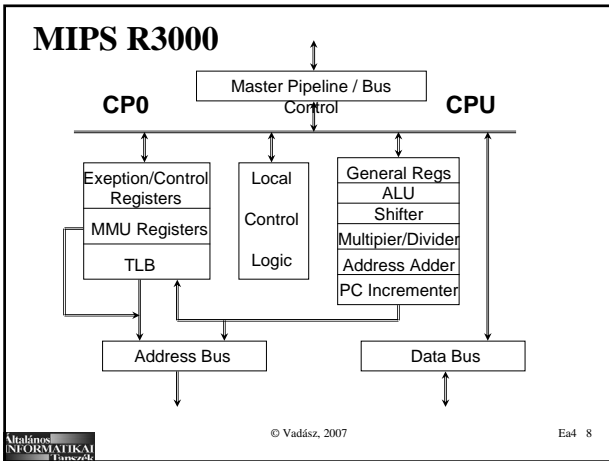 MIPS R3000
Master Pipeline / Bus
Control
CP0
CPU
Exeption/Control
Registers
MMU Registers
TLB
Local
Control
Logic
General Regs
ALU
Shifter
Multipier/Divider
Address Adder
PC Incrementer
Address Bus
Data Bus
Általános
INFORMATIKAI
Tanszék
© Vadász, 2007
Ea4 8